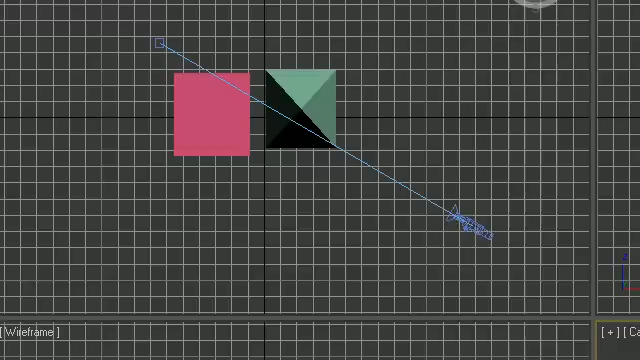 [ Wireframe ]
[ + ] [ Ca